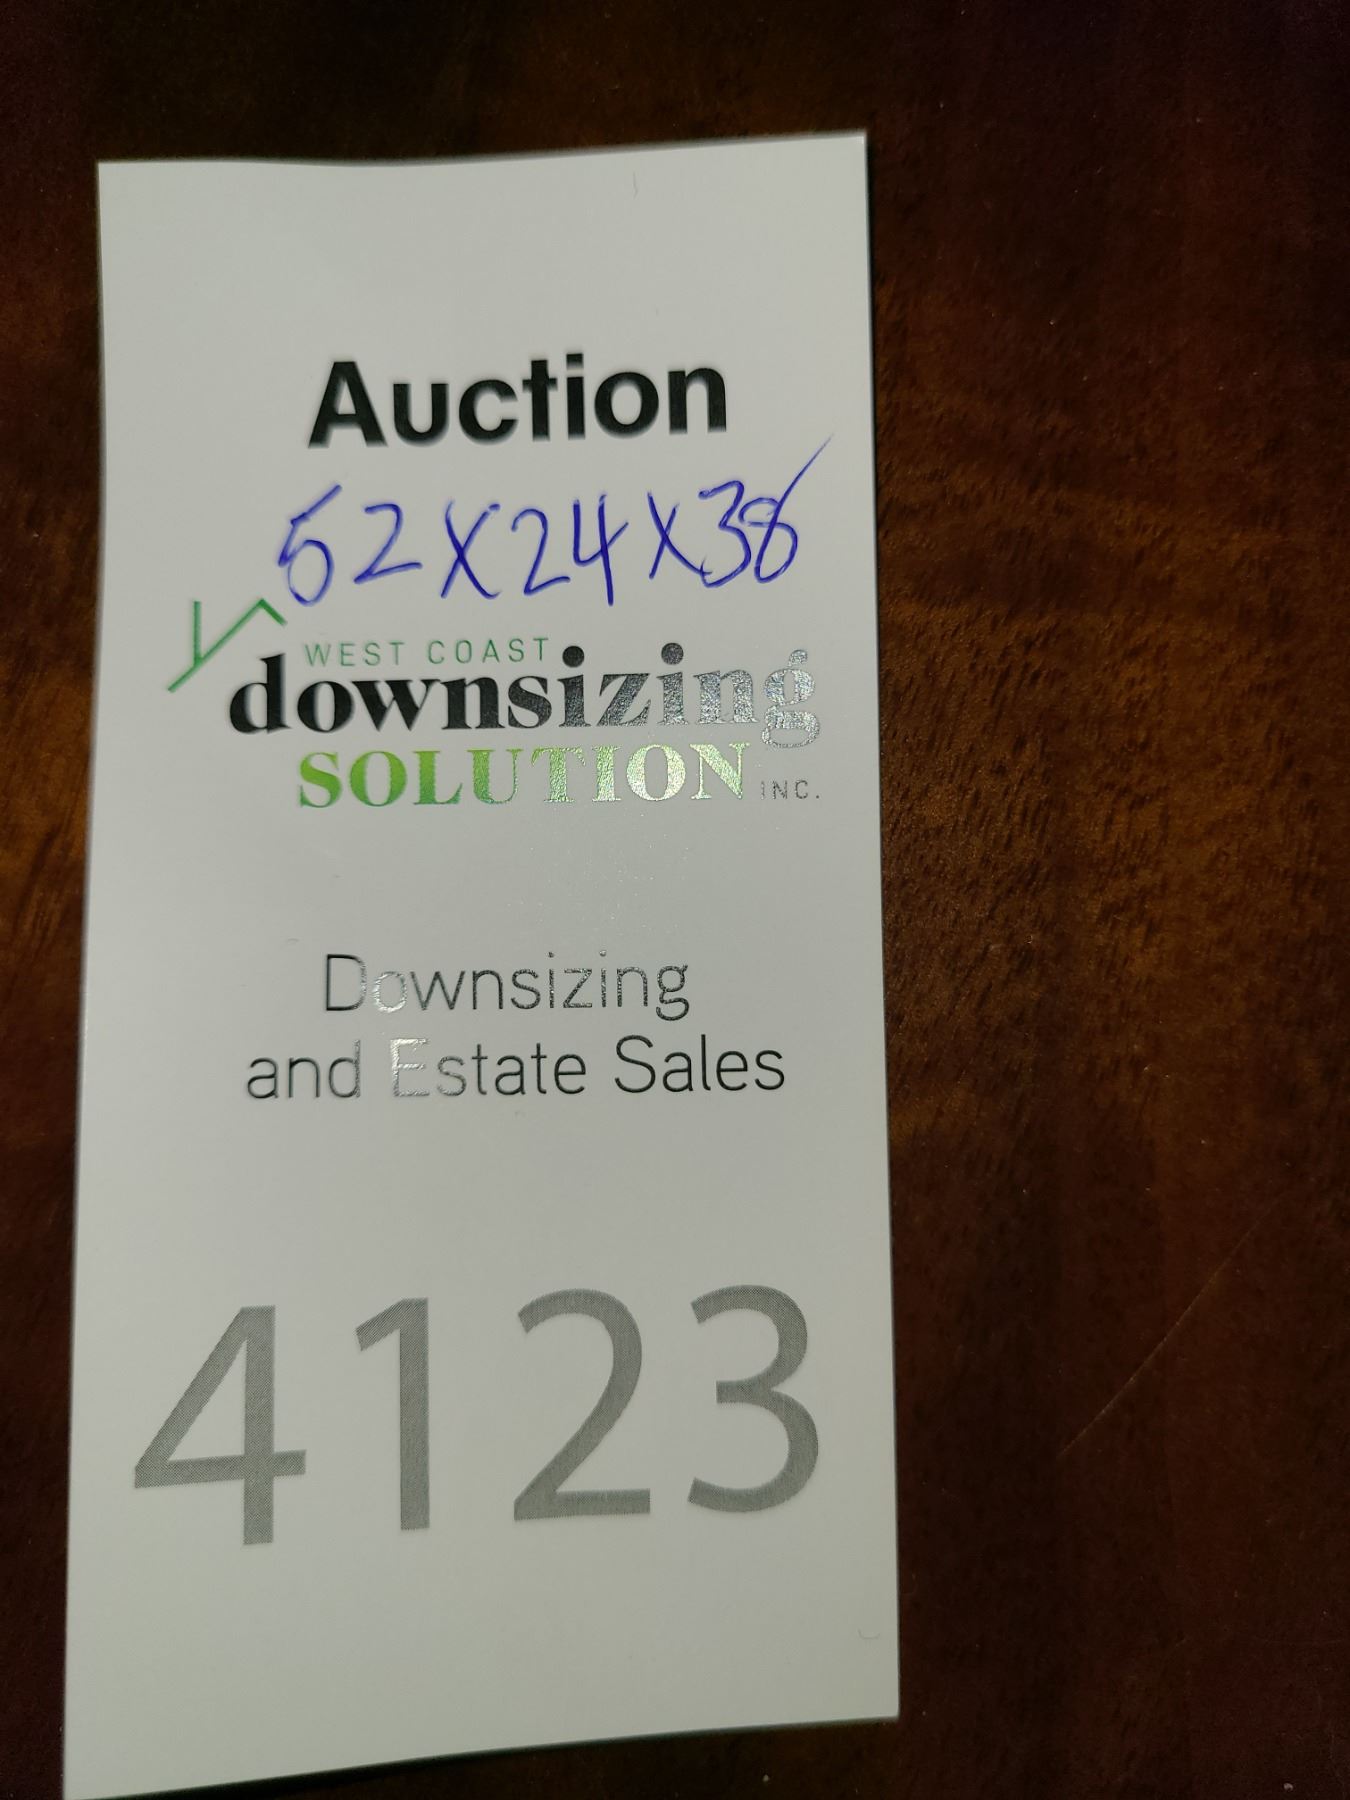 Auction
52x24x38
WEST COAST
downsizing
SOLUTION INC.
Downsizing
and Estate Sales
4123